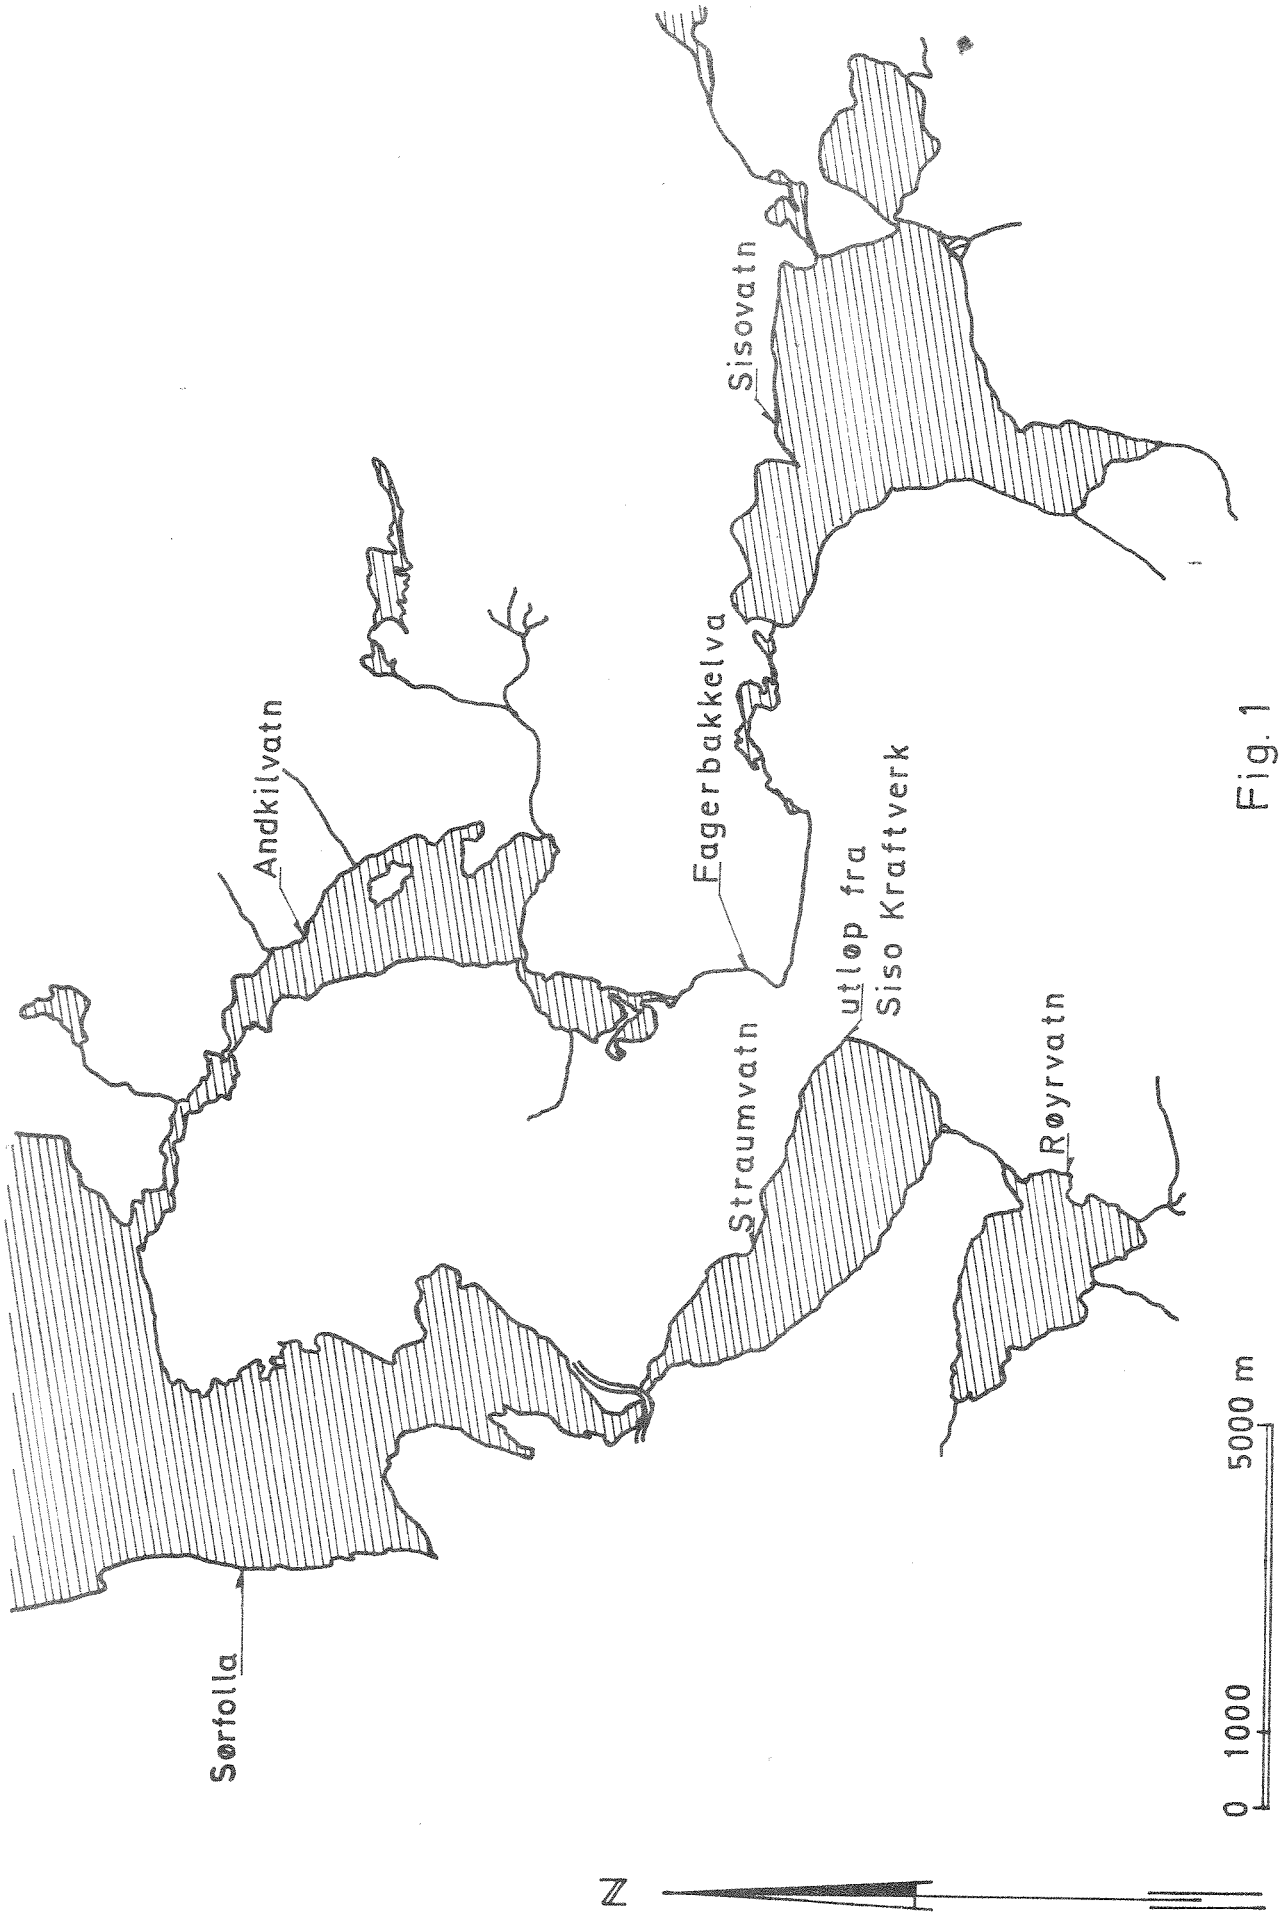 Sørfolla
Andkilvatn
Sisovatn
Fagerbakkelva
Straumvatn
utløp fra
Siso Kraftverk
Røyrvatn
N
0 1000 5000 m
Fig. 1